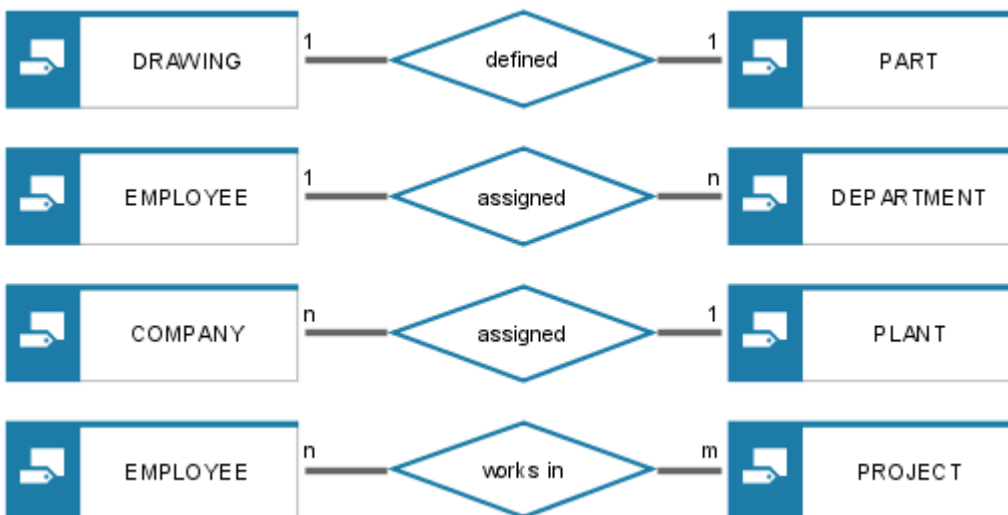 DRAWING 1 defined 1 PART
EMPLOYEE 1 assigned n DEPARTMENT
COMPANY n assigned 1 PLANT
EMPLOYEE n works in m PROJECT